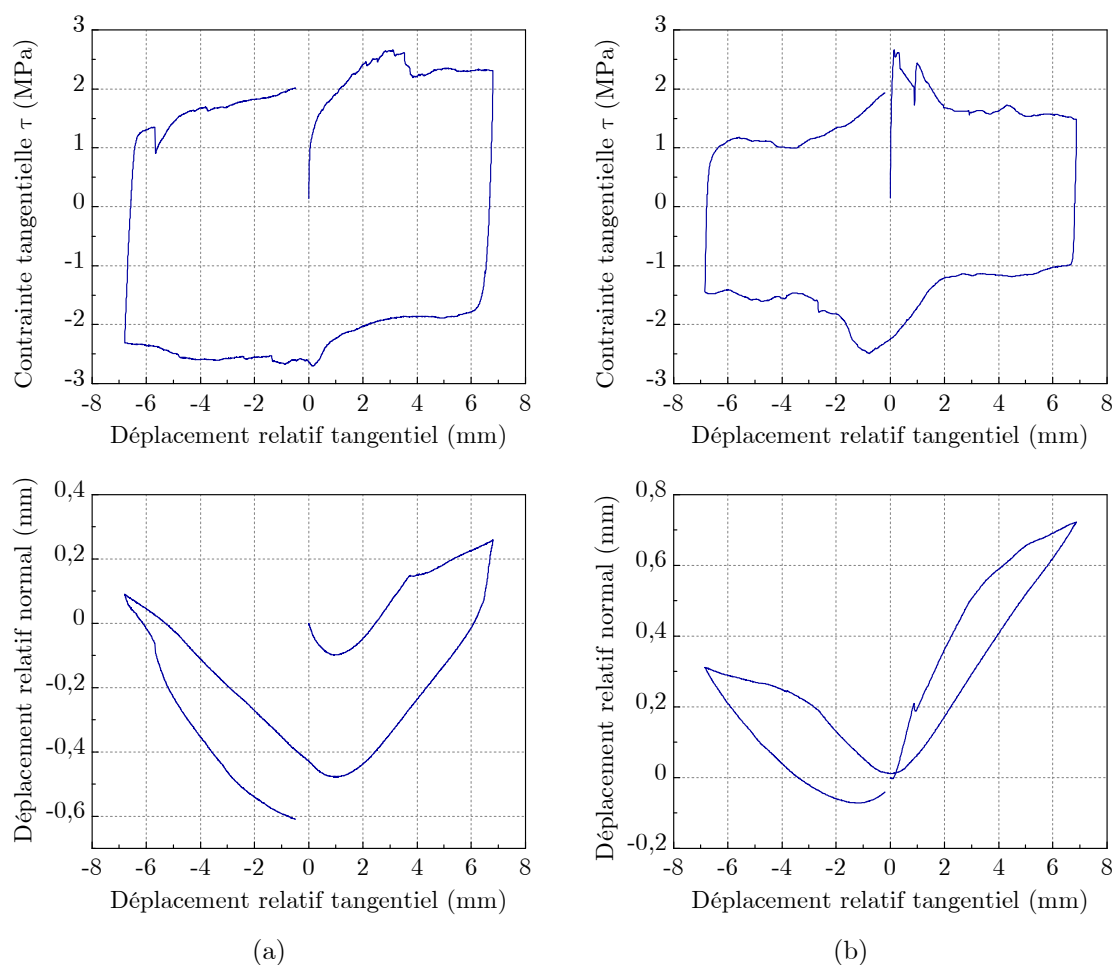 Contrainte tangentielle τ (MPa)
3
2
1
0
-1
-2
-3
-8 -6 -4 -2 0 2 4 6 8
Déplacement relatif tangentiel (mm)
Contrainte tangentielle τ (MPa)
3
2
1
0
-1
-2
-3
-8 -6 -4 -2 0 2 4 6 8
Déplacement relatif tangentiel (mm)
Déplacement relatif normal (mm)
0,4
0,2
0
-0,2
-0,4
-0,6
-8 -6 -4 -2 0 2 4 6 8
Déplacement relatif tangentiel (mm)
(a)
Déplacement relatif normal (mm)
0,8
0,6
0,4
0,2
0
-0,2
-8 -6 -4 -2 0 2 4 6 8
Déplacement relatif tangentiel (mm)
(b)